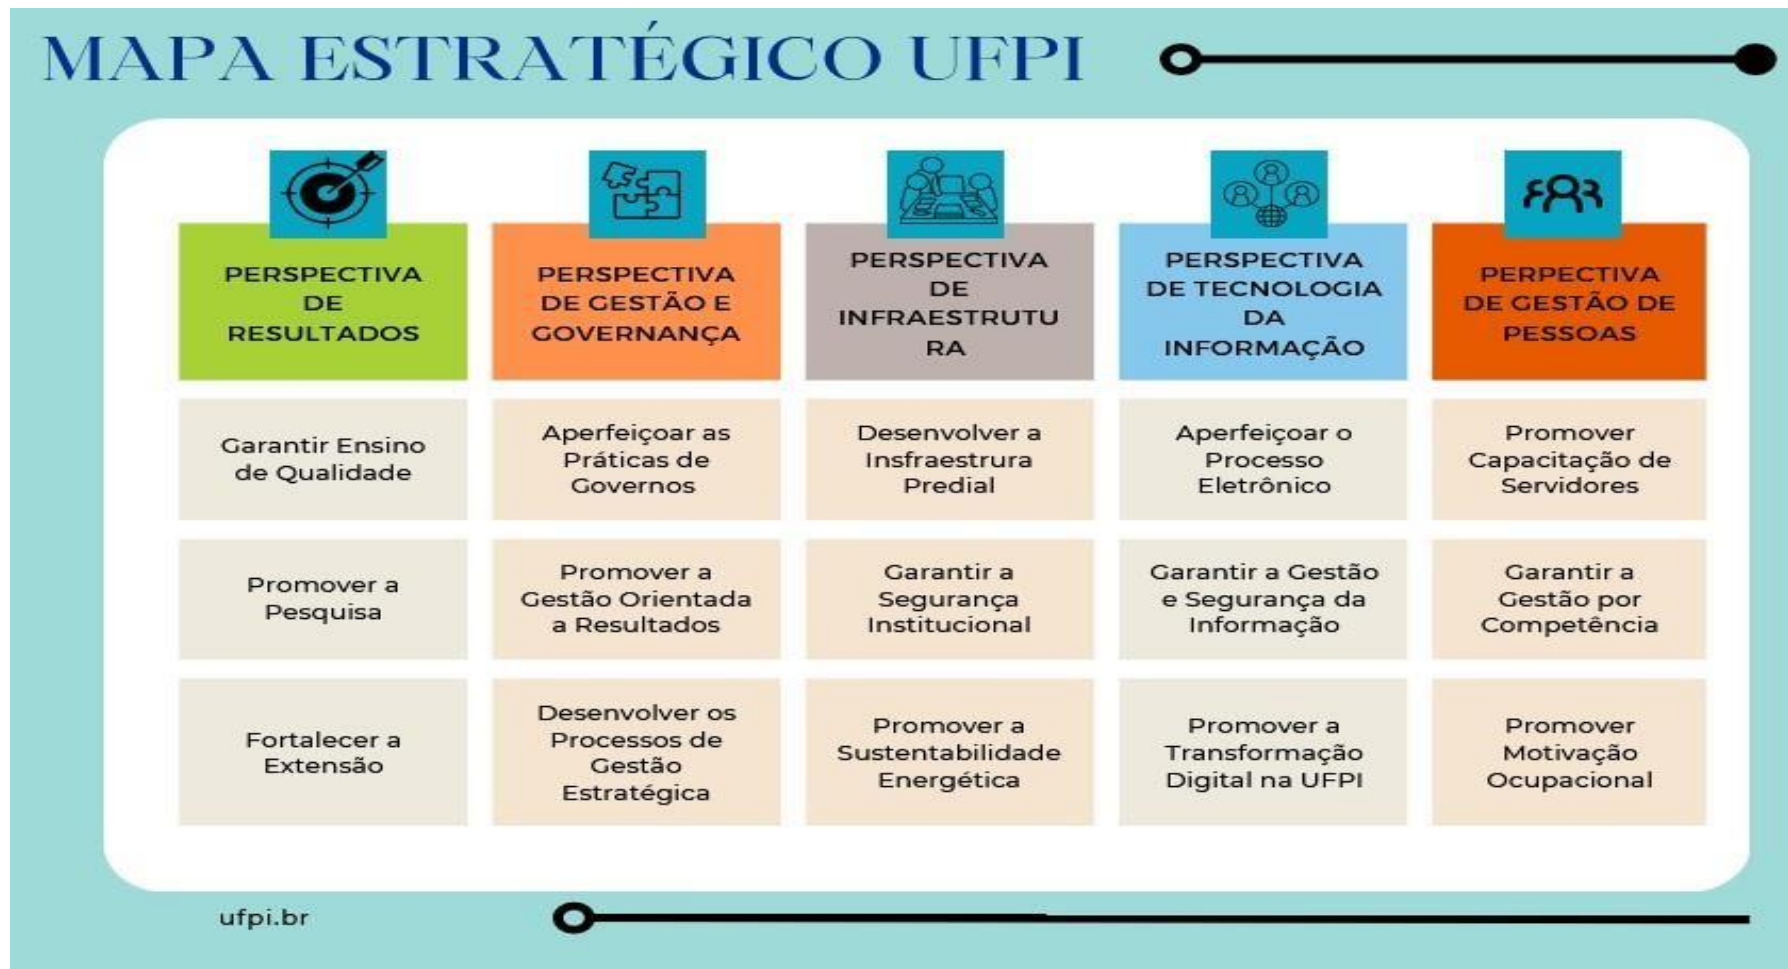 MAPA ESTRATÉGICO UFPI
PERSPECTIVA
DE
RESULTADOS
PERSPECTIVA
DE GESTÃO E
GOVERNANÇA
PERSPECTIVA
DE
INFRAESTRUTU
RA
PERSPECTIVA
DE TECNOLOGIA
DA
INFORMAÇÃO
PERPECTIVA
DE GESTÃO DE
PESSOAS
Garantir Ensino
de Qualidade
Aperfeiçoar as
Práticas de
Governos
Desenvolver a
Insfraestrura
Predial
Aperfeiçoar o
Processo
Eletrônico
Promover
Capacitação de
Servidores
Promover a
Pesquisa
Promover a
Gestão Orientada
a Resultados
Garantir a
Segurança
Institucional
Garantir a Gestão
e Segurança da
Informação
Garantir a
Gestão por
Competência
Fortalecer a
Extensão
Desenvolver os
Processos de
Gestão
Estratégica
Promover a
Sustentabilidade
Energética
Promover a
Transformação
Digital na UFPI
Promover
Motivação
Ocupacional
ufpi.br